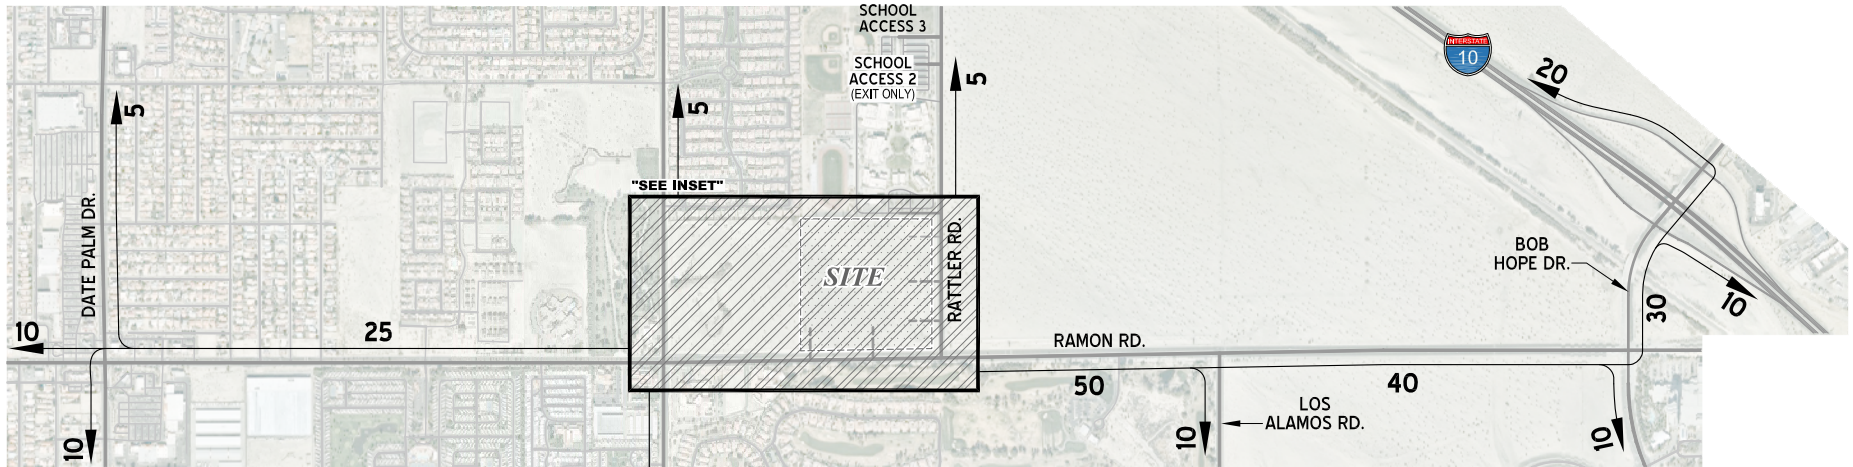 SCHOOL
ACCESS 3
SCHOOL
ACCESS 2
(EXIT ONLY)
INTERSTATE
10
20
5
5
5
"SEE INSET"
DATE PALM DR.
SITE
RATTLER RD.
BOB
HOPE DR.
30
10
10
25
RAMON RD.
50
40
LOS
ALAMOS RD.
10
10
10